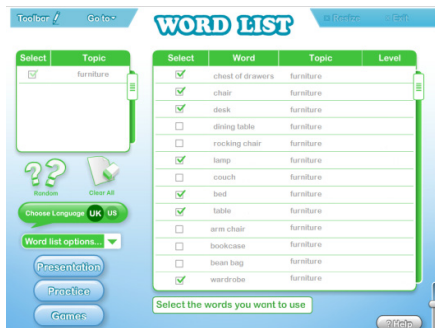 Toolbar Go to WORD LIST Resize Exit
Select Topic
furniture
Random Clear All
Choose Language UK US
Word list options...
Presentation
Practice
Games
Select Word Topic Level
chest of drawers furniture
chair furniture
desk furniture
dining table furniture
rocking chair furniture
lamp furniture
couch furniture
bed furniture
table furniture
arm chair furniture
bookcase furniture
bean bag furniture
wardrobe furniture
Select the words you want to use
? Help